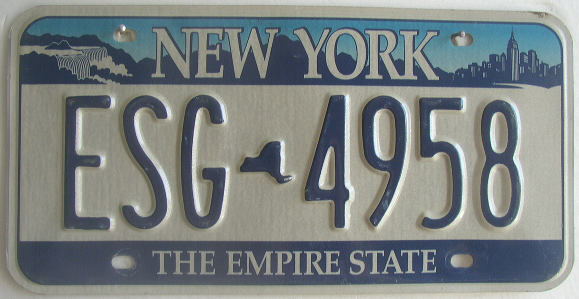 NEW YORK
ESG 4958
THE EMPIRE STATE